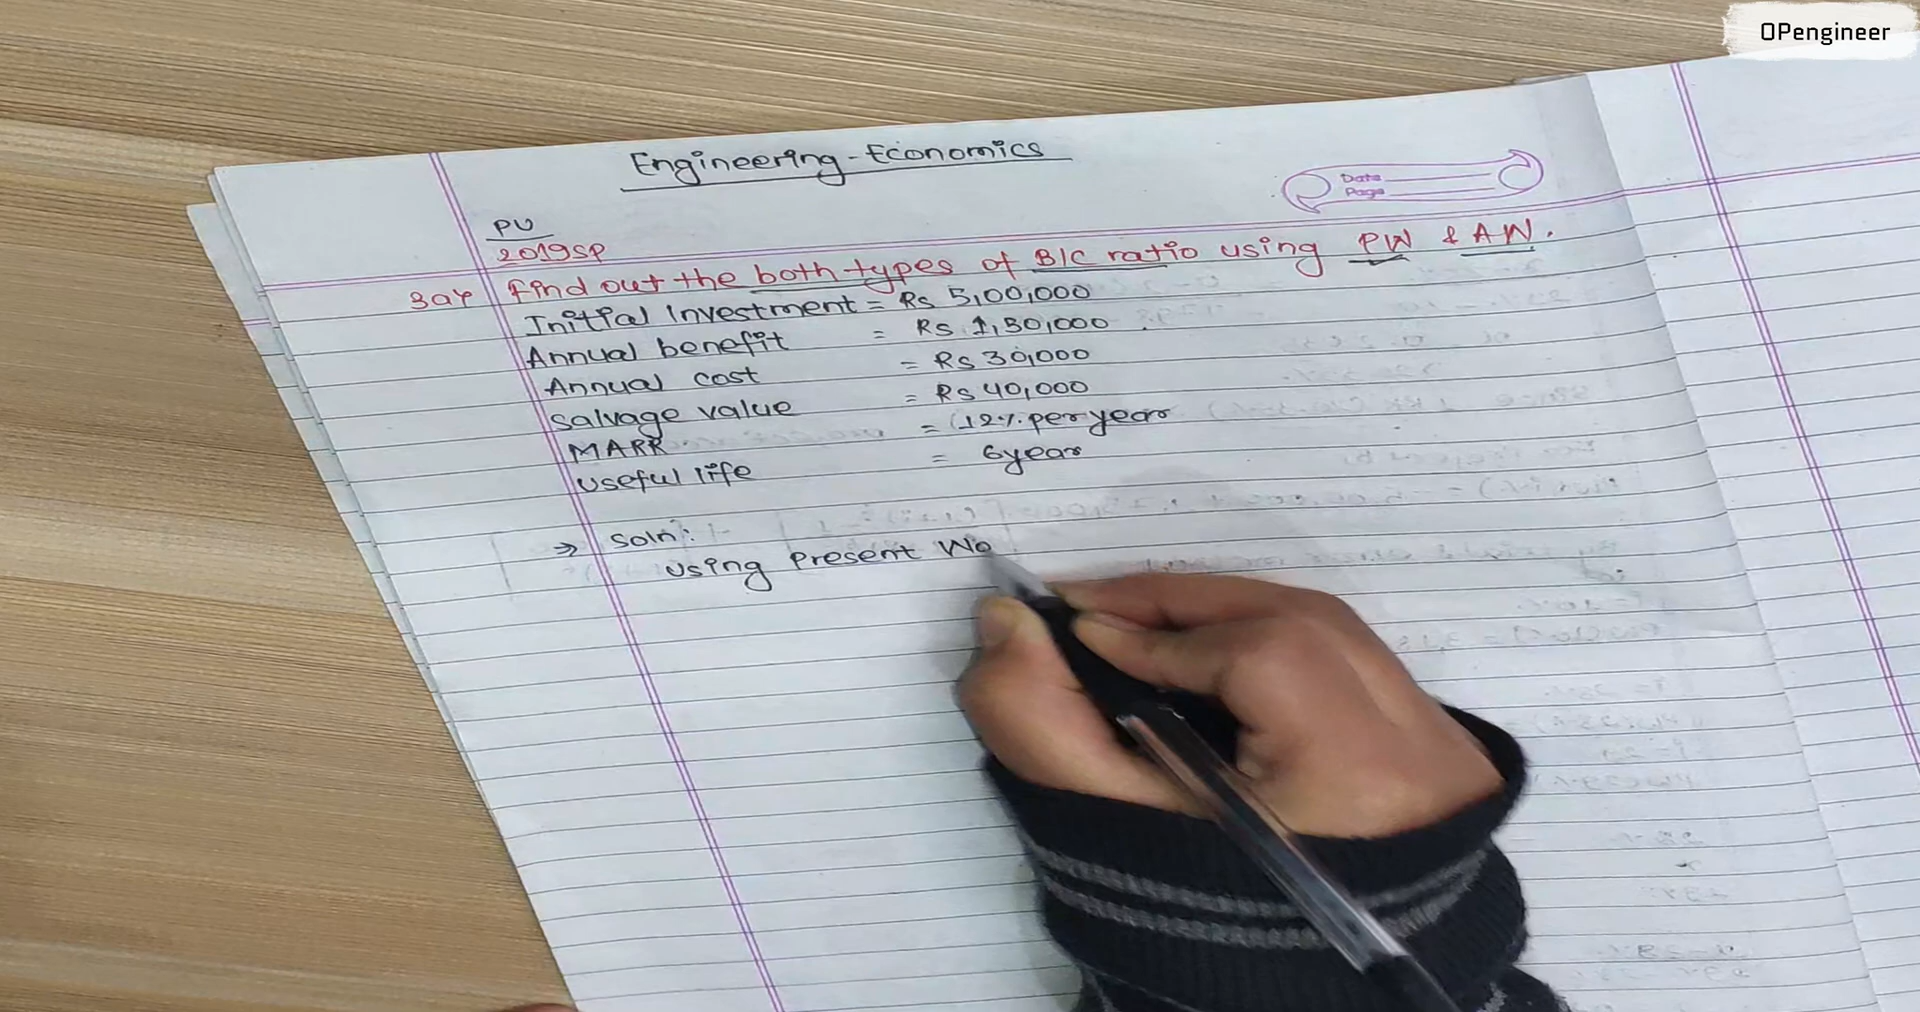 OPengineer
Engineering-Economics
Date
Page
PU
2019SP
3a) Find out the both types of B/C ratio using PW & AW.
Initial Investment = Rs 5,00,000
Annual benefit = Rs 1,50,000
Annual cost = Rs 30,000
Salvage value = Rs 40,000
MARR = 12% per year
useful life = 6year
⇒ Soln:
Using Present Wo